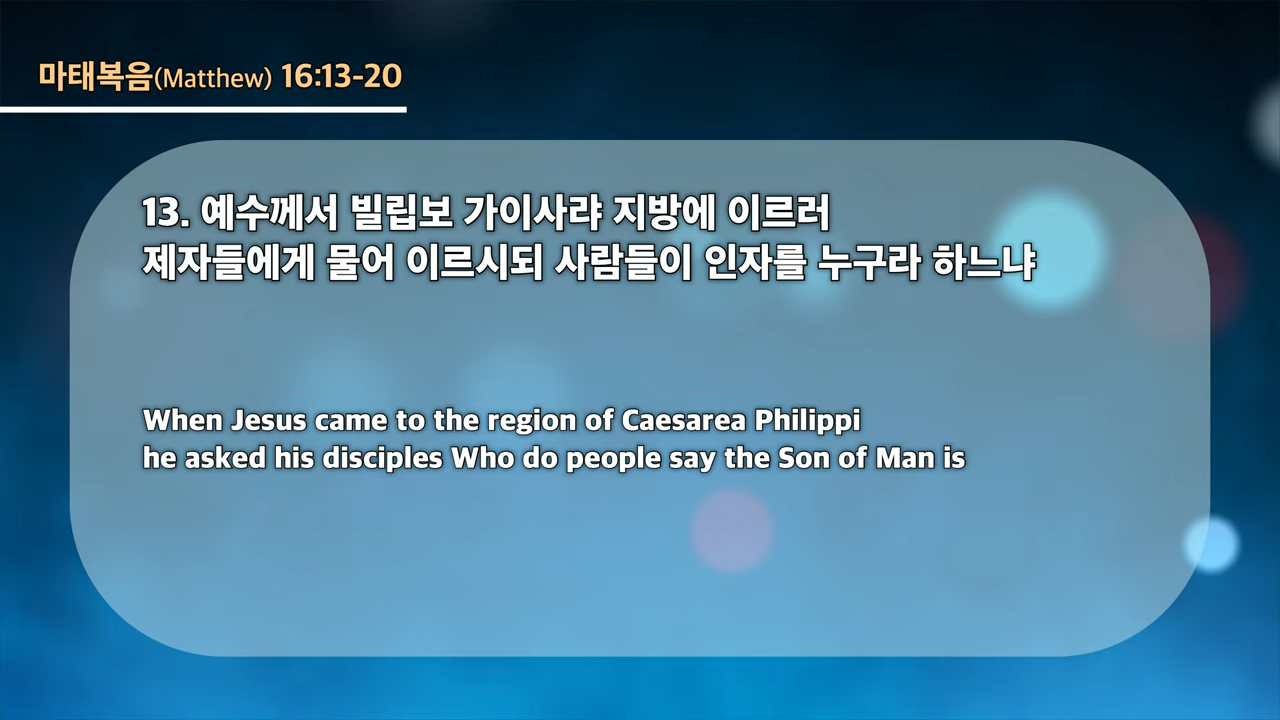 마태복음(Matthew) 16:13-20
13. 예수께서 빌립보 가이사랴 지방에 이르러
제자들에게 물어 이르시되 사람들이 인자를 누구라 하느냐
When Jesus came to the region of Caesarea Philippi
he asked his disciples Who do people say the Son of Man is